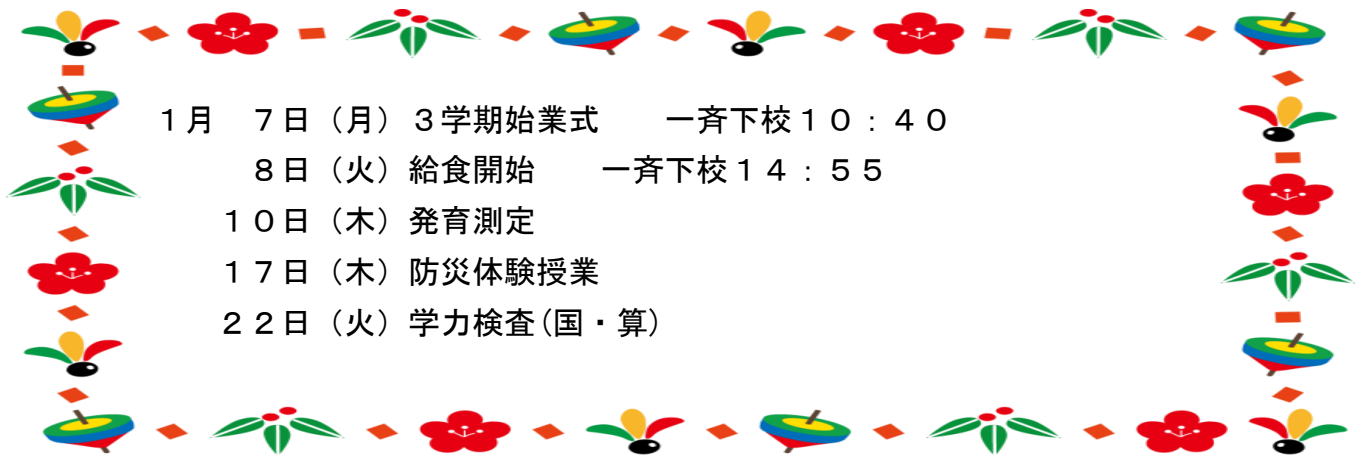 1月　7日（月）3学期始業式　　一斉下校１０：４０
8日（火）給食開始　　一斉下校１４：５５
１０日（木）発育測定
１７日（木）防災体験授業
２２日（火）学力検査(国・算)